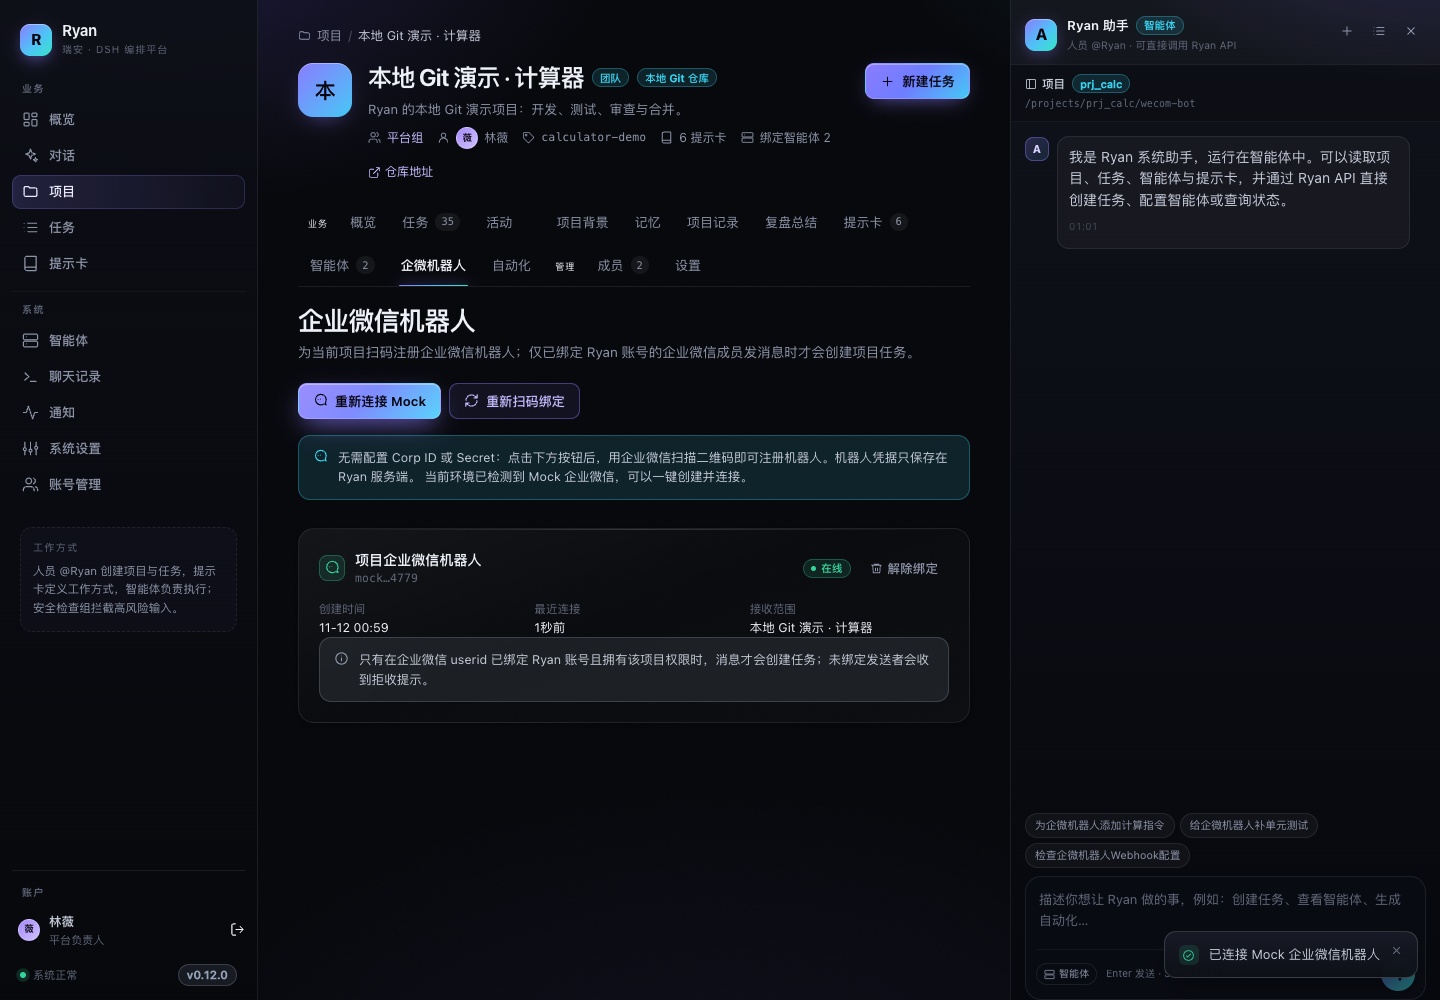 R
Ryan
瑞安 · DSH 编排平台
业务
概览
对话
项目
任务
提示卡
系统
智能体
聊天记录
通知
系统设置
账号管理
工作方式
人员 @Ryan 创建项目与任务，提示
卡定义工作方式，智能体负责执行；
安全检查组拦截高风险输入。
账户
薇
林薇
平台负责人
系统正常
v0.12.0
项目 / 本地 Git 演示 · 计算器
本
本地 Git 演示 · 计算器 团队 本地 Git 仓库
新建任务
Ryan 的本地 Git 演示项目：开发、测试、审查与合并。
平台组 薇 林薇 calculator-demo 6 提示卡 绑定智能体 2
仓库地址
业务 概览 任务 35 活动 项目背景 记忆 项目记录 复盘总结 提示卡 6
智能体 2 企微机器人 自动化 管理 成员 2 设置
企业微信机器人
为当前项目扫码注册企业微信机器人；仅已绑定 Ryan 账号的企业微信成员发消息时才会创建项目任务。
重新连接 Mock 重新扫码绑定
无需配置 Corp ID 或 Secret：点击下方按钮后，用企业微信扫描二维码即可注册机器人。机器人凭据只保存在
Ryan 服务端。 当前环境已检测到 Mock 企业微信，可以一键创建并连接。
项目企业微信机器人
mock…4779
在线 解除绑定
创建时间 最近连接 接收范围
11-12 00:59 1秒前 本地 Git 演示 · 计算器
只有在企业微信 userid 已绑定 Ryan 账号且拥有该项目权限时，消息才会创建任务；未绑定发送者会收
到拒收提示。
A
Ryan 助手 智能体
人员 @Ryan · 可直接调用 Ryan API
项目 prj_calc
/projects/prj_calc/wecom-bot
A
我是 Ryan 系统助手，运行在智能体中。可以读取项
目、任务、智能体与提示卡，并通过 Ryan API 直接
创建任务、配置智能体或查询状态。
01:01
为企微机器人添加计算指令 给企微机器人补单元测试
检查企微机器人Webhook配置
描述你想让 Ryan 做的事，例如：创建任务、查看智能体、生成
自动化…
智能体 Enter 发送 ·
已连接 Mock 企业微信机器人